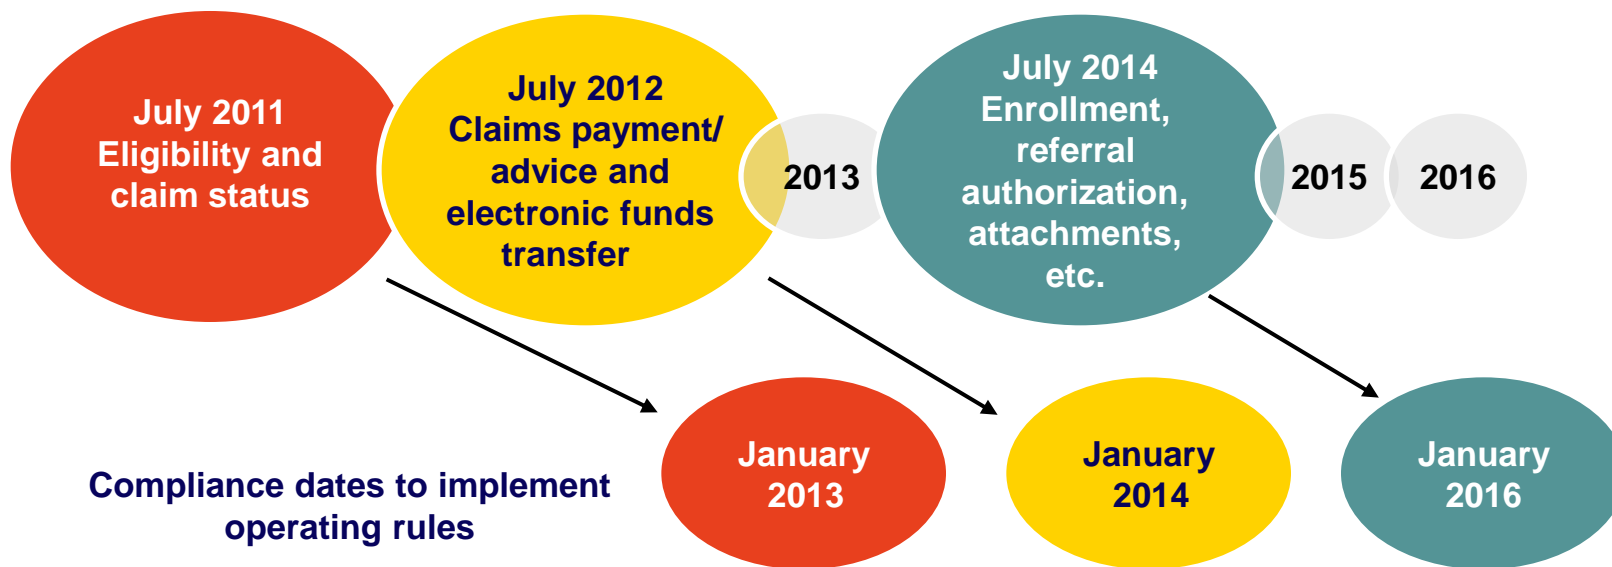 July 2011
Eligibility and
claim status
July 2012
Claims payment/
advice and
electronic funds
transfer
2013
July 2014
Enrollment,
referral
authorization,
attachments,
etc.
2015
2016
Compliance dates to implement
operating rules
January
2013
January
2014
January
2016